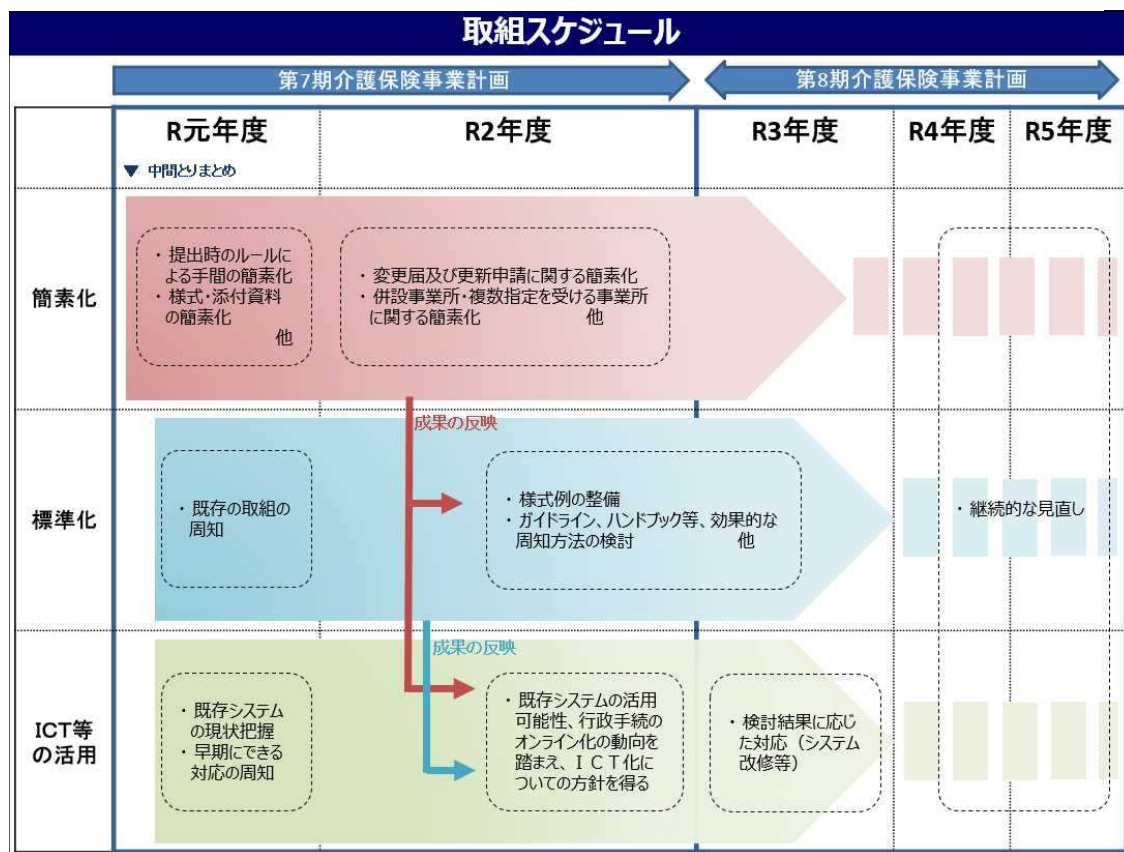 取組スケジュール
第7期介護保険事業計画
第8期介護保険事業計画
R元年度
R2年度
R3年度
R4年度
R5年度
▼ 中間とりまとめ
簡素化
・提出時のルールに
よる手間の簡素化
・様式・添付資料
の簡素化
他
・変更届及び更新申請に関する簡素化
・併設事業所・複数指定を受ける事業所
に関する簡素化 他
成果の反映
標準化
・既存の取組の
周知
・様式例の整備
・ガイドライン、ハンドブック等、効果的な
周知方法の検討 他
・継続的な見直し
成果の反映
ICT等
の活用
・既存システム
の現状把握
・早期にできる
対応の周知
・既存システムの活用
可能性、行政手続の
オンライン化の動向を
踏まえ、ＩＣＴ化に
ついての方針を得る
・検討結果に応じ
た対応（システム
改修等）